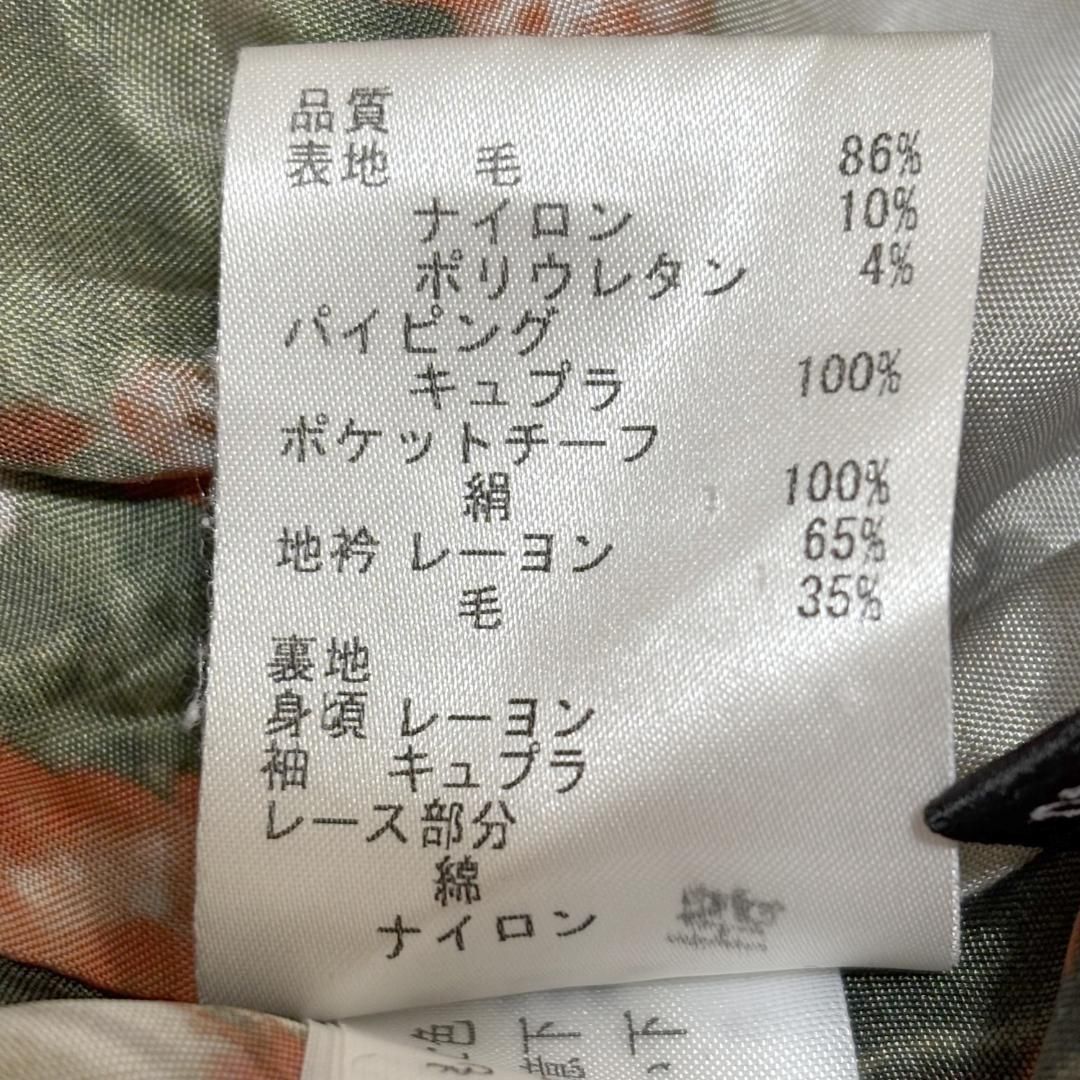 品質
表地 毛 86%
ナイロン 10%
ポリウレタン 4%
パイピング
キュプラ 100%
ポケットチーフ
絹 100%
地衿 レーヨン 65%
毛 35%
裏地
身頃 レーヨン
袖 キュプラ
レース部分
綿
ナイロン